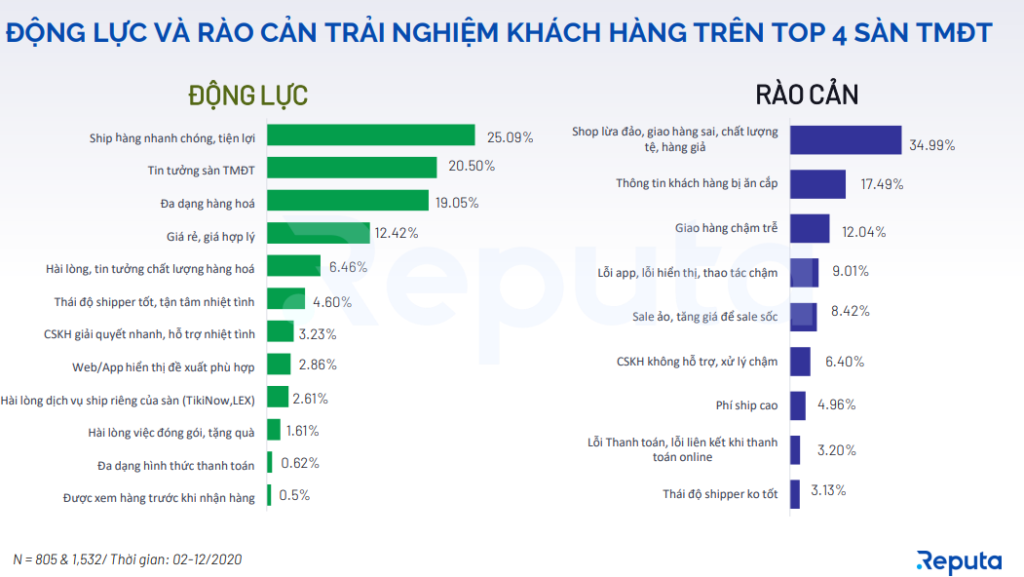 ĐỘNG LỰC VÀ RÀO CẢN TRẢI NGHIỆM KHÁCH HÀNG TRÊN TOP 4 SÀN TMĐT
ĐỘNG LỰC
Ship hàng nhanh chóng, tiện lợi
25.09%
Tin tưởng sàn TMĐT
20.50%
Đa dạng hàng hoá
19.05%
Giá rẻ, giá hợp lý
12.42%
Hài lòng, tin tưởng chất lượng hàng hoá
6.46%
Thái độ shipper tốt, tận tâm nhiệt tình
4.60%
CSKH giải quyết nhanh, hỗ trợ nhiệt tình
3.23%
Web/App hiển thị đề xuất phù hợp
2.86%
Hài lòng dịch vụ ship riêng của sàn (TikiNow,LEX)
2.61%
Hài lòng việc đóng gói, tặng quà
1.61%
Đa dạng hình thức thanh toán
0.62%
Được xem hàng trước khi nhận hàng
0.5%
RÀO CẢN
Shop lừa đảo, giao hàng sai, chất lượng
tệ, hàng giả
34.99%
Thông tin khách hàng bị ăn cắp
17.49%
Giao hàng chậm trễ
12.04%
Lỗi app, lỗi hiển thị, thao tác chậm
9.01%
Sale ảo, tăng giá để sale sốc
8.42%
CSKH không hỗ trợ, xử lý chậm
6.40%
Phí ship cao
4.96%
Lỗi Thanh toán, lỗi liên kết khi thanh
toán online
3.20%
Thái độ shipper ko tốt
3.13%
Reputa
N = 805 & 1,532/ Thời gian: 02-12/2020
Reputa